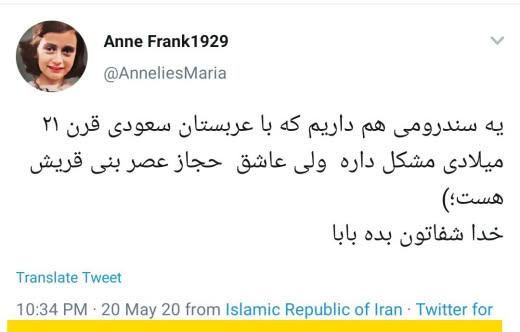 Anne Frank1929
@AnneliesMaria
یه سندرومی هم داریم که با عربستان سعودی قرن ۲۱
میلادی مشکل داره ولی عاشق حجاز عصر بنی قریش
هست؛)
خدا شفاتون بده بابا
Translate Tweet
10:34 PM · 20 May 20 from Islamic Republic of Iran · Twitter for